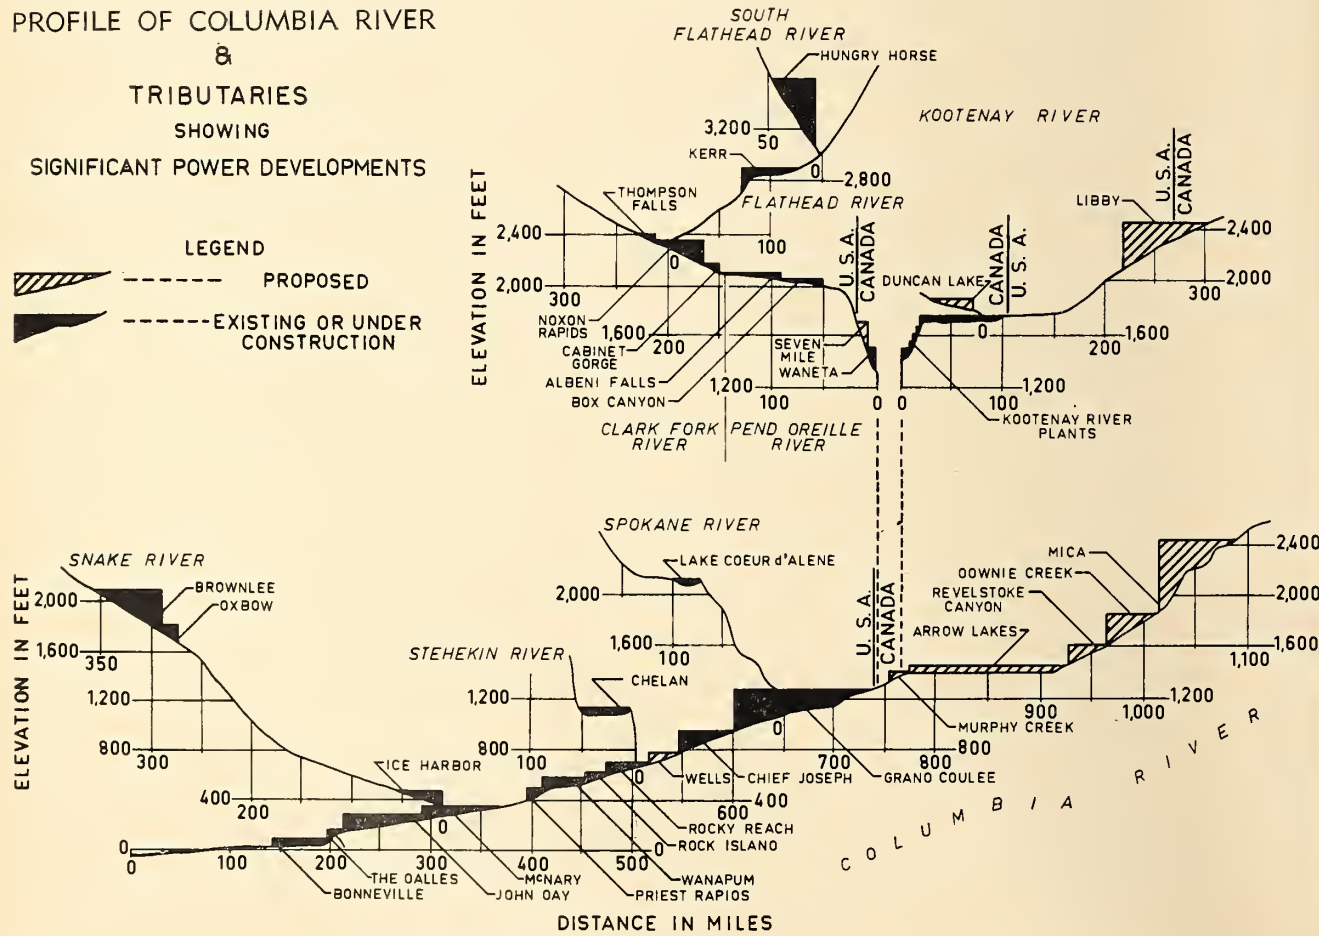 PROFILE OF COLUMBIA RIVER
&
TRIBUTARIES
SHOWING
SIGNIFICANT POWER DEVELOPMENTS
LEGEND
PROPOSED
EXISTING OR UNDER
CONSTRUCTION
SOUTH
FLATHEAD RIVER
HUNGRY HORSE
3,200
50
KERR
0
2,800
THOMPSON
FALLS
FLATHEAD RIVER
ELEVATION IN FEET
2,400
0
100
2,000
300
NOXON
RAPIDS
1,600
200
CABINET
GORGE
ALBENI FALLS
1,200
BOX CANYON
100
0
SEVEN
MILE
WANETA
U.S.A.
CANADA
CLARK FORK
RIVER
PEND OREILLE
RIVER
KOOTENAY RIVER
LIBBY
U.S.A.
CANADA
2,400
DUNCAN LAKE
CANADA
U.S.A.
2,000
300
0
200
1,600
0
100
1,200
KOOTENAY RIVER
PLANTS
SNAKE RIVER
ELEVATION IN FEET
BROWNLEE
2,000
OXBOW
1,600
350
1,200
800
300
ICE HARBOR
400
200
0
0
0
100
200
300
400
500
0
THE OALLES
BONNEVILLE
McNARY
JOHN OAY
WANAPUM
PRIEST RAPIOS
ROCKY REACH
ROCK ISLAND
STEHEKIN RIVER
CHELAN
1,200
800
100
0
WELLS
CHIEF JOSEPH
GRANO COULEE
600
400
SPOKANE RIVER
LAKE COEUR d'ALENE
2,000
1,600
100
0
700
800
U.S.A.
CANADA
MICA
OOWNIE CREEK
REVELSTOKE
CANYON
ARROW LAKES
2,400
2,000
1,600
1,100
900
1,000
1,200
MURPHY CREEK
COLUMBIA RIVER
DISTANCE IN MILES